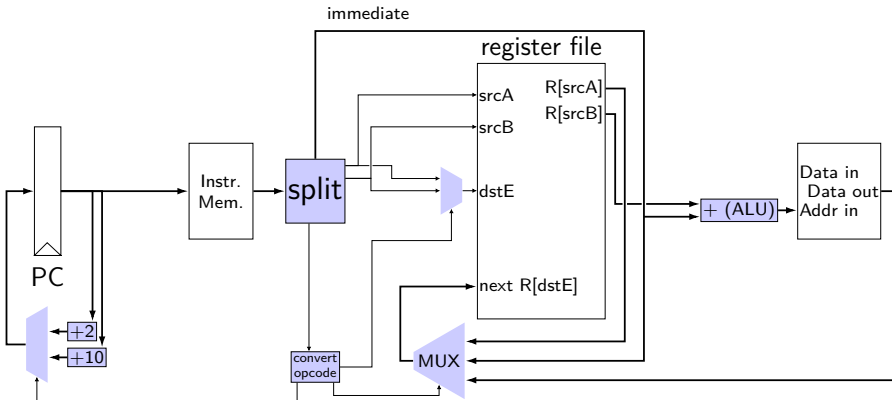 immediate
register file
srcA
R[srcA]
srcB
R[srcB]
Instr.
Mem.
split
dstE
Data in
Data out
Addr in
+ (ALU)
PC
next R[dstE]
+2
+10
convert
opcode
MUX